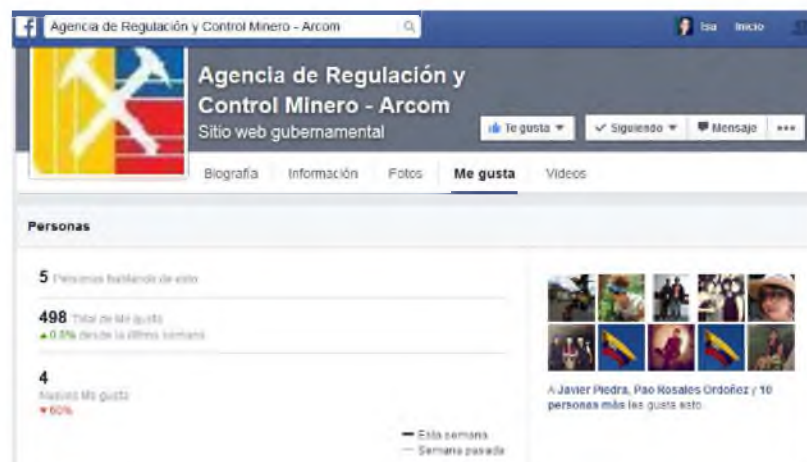 Agencia de Regulación y Control Minero - Arcom
Isa Inicio
Agencia de Regulación y
Control Minero - Arcom
Sitio web gubernamental
Te gusta Siguiendo Mensaje
Biografía Información Fotos Me gusta Videos
Personas
5 Personas hablando de esto
498 Total de Me gusta
0.8% desde la última semana
4
Nuevos Me gusta
60%
Esta semana
Semana pasada
A Javier Piedra, Pao Rosales Ordoñez y 10
personas más les gusta esto.